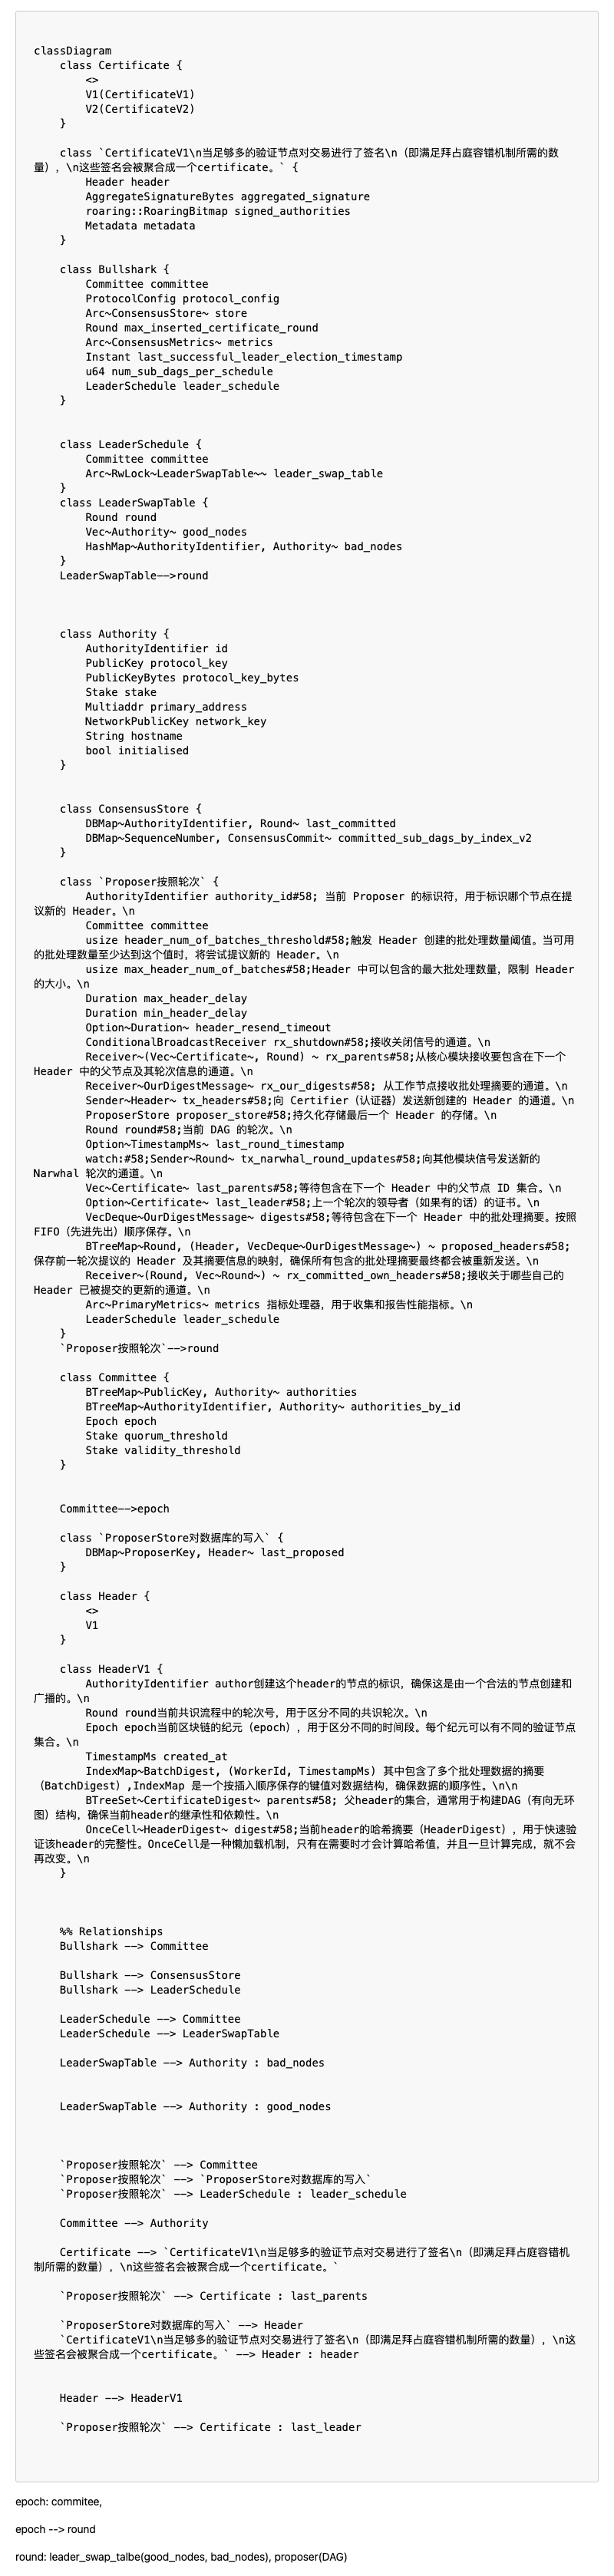 classDiagram
    class Certificate {
        <>
        V1(CertificateV1)
        V2(CertificateV2)
    }

    class `CertificateV1\n当足够多的验证节点对交易进行了签名\n（即满足拜占庭容错机制所需的数
量），\n这些签名会被聚合成一个certificate。` {
        Header header
        AggregateSignatureBytes aggregated_signature
        roaring::RoaringBitmap signed_authorities
        Metadata metadata
    }

    class Bullshark {
        Committee committee
        ProtocolConfig protocol_config
        Arc~ConsensusStore~ store
        Round max_inserted_certificate_round
        Arc~ConsensusMetrics~ metrics
        Instant last_successful_leader_election_timestamp
        u64 num_sub_dags_per_schedule
        LeaderSchedule leader_schedule
    }


    class LeaderSchedule {
        Committee committee
        Arc~RwLock~LeaderSwapTable~~ leader_swap_table
    }
    class LeaderSwapTable {
        Round round
        Vec~Authority~ good_nodes
        HashMap~AuthorityIdentifier, Authority~ bad_nodes
    }
    LeaderSwapTable-->round



    class Authority {
        AuthorityIdentifier id
        PublicKey protocol_key
        PublicKeyBytes protocol_key_bytes
        Stake stake
        Multiaddr primary_address
        NetworkPublicKey network_key
        String hostname
        bool initialised
    }


    class ConsensusStore {
        DBMap~AuthorityIdentifier, Round~ last_committed
        DBMap~SequenceNumber, ConsensusCommit~ committed_sub_dags_by_index_v2
    }

    class `Proposer按照轮次` {
        AuthorityIdentifier authority_id#58; 当前 Proposer 的标识符，用于标识哪个节点在提
议新的 Header。\n
        Committee committee
        usize header_num_of_batches_threshold#58;触发 Header 创建的批处理数量阈值。当可用
的批处理数量至少达到这个值时，将尝试提议新的 Header。\n
        usize max_header_num_of_batches#58;Header 中可以包含的最大批处理数量，限制 Header
的大小。\n
        Duration max_header_delay
        Duration min_header_delay
        Option~Duration~ header_resend_timeout
        ConditionalBroadcastReceiver rx_shutdown#58;接收关闭信号的通道。\n
        Receiver~(Vec~Certificate~, Round) ~ rx_parents#58;从核心模块接收要包含在下一个
Header 中的父节点及其轮次信息的通道。\n
        Receiver~OurDigestMessage~ rx_our_digests#58; 从工作节点接收批处理摘要的通道。\n
        Sender~Header~ tx_headers#58;向 Certifier（认证器）发送新创建的 Header 的通道。\n
        ProposerStore proposer_store#58;持久化存储最后一个 Header 的存储。\n
        Round round#58;当前 DAG 的轮次。\n
        Option~TimestampMs~ last_round_timestamp
        watch:#58;Sender~Round~ tx_narwhal_round_updates#58;向其他模块信号发送新的
Narwhal 轮次的通道。\n
        Vec~Certificate~ last_parents#58;等待包含在下一个 Header 中的父节点 ID 集合。\n
        Option~Certificate~ last_leader#58;上一个轮次的领导者（如果有的话）的证书。\n
        VecDeque~OurDigestMessage~ digests#58;等待包含在下一个 Header 中的批处理摘要。按照
FIFO（先进先出）顺序保存。\n
        BTreeMap~Round, (Header, VecDeque~OurDigestMessage~) ~ proposed_headers#58;
保存前一轮次提议的 Header 及其摘要信息的映射，确保所有包含的批处理摘要最终都会被重新发送。\n
        Receiver~(Round, Vec~Round~) ~ rx_committed_own_headers#58;接收关于哪些自己的
Header 已被提交的更新的通道。\n
        Arc~PrimaryMetrics~ metrics 指标处理器，用于收集和报告性能指标。\n
        LeaderSchedule leader_schedule
    }
    `Proposer按照轮次`-->round

    class Committee {
        BTreeMap~PublicKey, Authority~ authorities
        BTreeMap~AuthorityIdentifier, Authority~ authorities_by_id
        Epoch epoch
        Stake quorum_threshold
        Stake validity_threshold
    }


    Committee-->epoch

    class `ProposerStore对数据库的写入` {
        DBMap~ProposerKey, Header~ last_proposed
    }

    class Header {
        <>
        V1
    }

    class HeaderV1 {
        AuthorityIdentifier author创建这个header的节点的标识，确保这是由一个合法的节点创建和
广播的。\n
        Round round当前共识流程中的轮次号，用于区分不同的共识轮次。\n
        Epoch epoch当前区块链的纪元（epoch），用于区分不同的时间段。每个纪元可以有不同的验证节点
集合。\n
        TimestampMs created_at
        IndexMap~BatchDigest, (WorkerId, TimestampMs) 其中包含了多个批处理数据的摘要
（BatchDigest）,IndexMap 是一个按插入顺序保存的键值对数据结构，确保数据的顺序性。\n\n
        BTreeSet~CertificateDigest~ parents#58; 父header的集合，通常用于构建DAG（有向无环
图）结构，确保当前header的继承性和依赖性。\n
        OnceCell~HeaderDigest~ digest#58;当前header的哈希摘要（HeaderDigest），用于快速验
证该header的完整性。OnceCell是一种懒加载机制，只有在需要时才会计算哈希值，并且一旦计算完成，就不会
再改变。\n
    }



    %% Relationships
    Bullshark --> Committee

    Bullshark --> ConsensusStore
    Bullshark --> LeaderSchedule

    LeaderSchedule --> Committee
    LeaderSchedule --> LeaderSwapTable

    LeaderSwapTable --> Authority : bad_nodes


    LeaderSwapTable --> Authority : good_nodes



    `Proposer按照轮次` --> Committee
    `Proposer按照轮次` --> `ProposerStore对数据库的写入`
    `Proposer按照轮次` --> LeaderSchedule : leader_schedule

    Committee --> Authority

    Certificate --> `CertificateV1\n当足够多的验证节点对交易进行了签名\n（即满足拜占庭容错机
制所需的数量），\n这些签名会被聚合成一个certificate。`

    `Proposer按照轮次` --> Certificate : last_parents

    `ProposerStore对数据库的写入` --> Header
    `CertificateV1\n当足够多的验证节点对交易进行了签名\n（即满足拜占庭容错机制所需的数量），\n这
些签名会被聚合成一个certificate。` --> Header : header


    Header --> HeaderV1

    `Proposer按照轮次` --> Certificate : last_leader

epoch: commitee,
epoch --> round
round: leader_swap_talbe(good_nodes, bad_nodes), proposer(DAG)